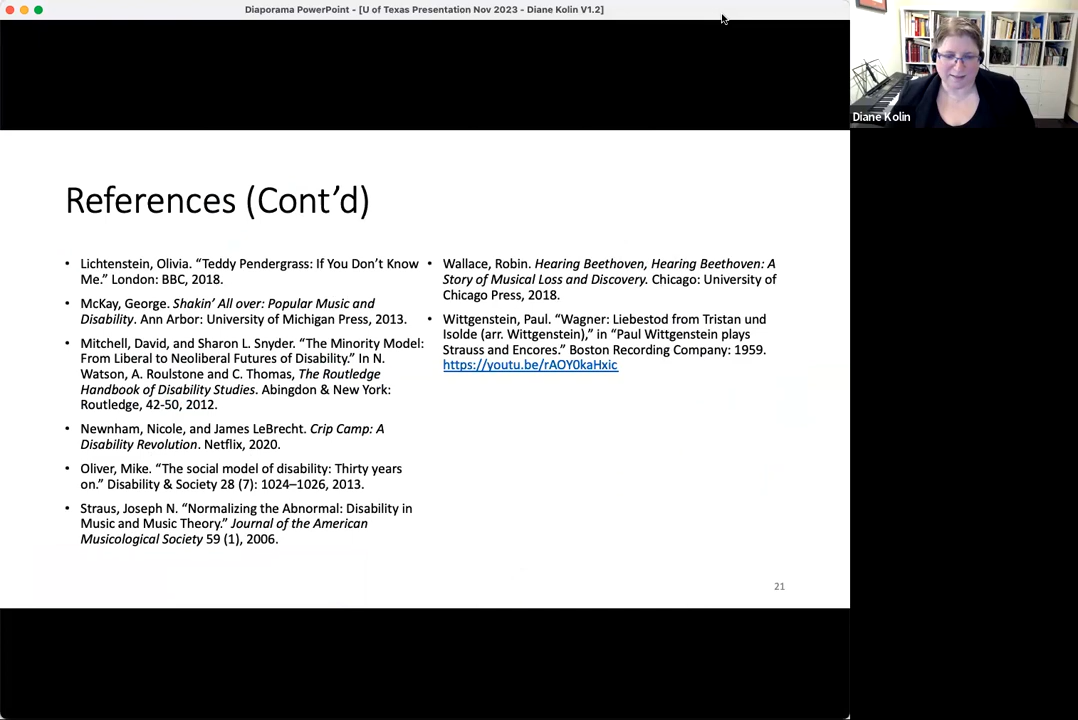 Diaporama PowerPoint - [U of Texas Presentation Nov 2023 - Diane Kolin V1.2]
Diane Kolin
References (Cont’d)
• Lichtenstein, Olivia. “Teddy Pendergrass: If You Don’t Know
Me.” London: BBC, 2018.
• McKay, George. Shakin’ All over: Popular Music and
Disability. Ann Arbor: University of Michigan Press, 2013.
• Mitchell, David, and Sharon L. Snyder. “The Minority Model:
From Liberal to Neoliberal Futures of Disability.” In N.
Watson, A. Roulstone and C. Thomas, The Routledge
Handbook of Disability Studies. Abingdon & New York:
Routledge, 42-50, 2012.
• Newnham, Nicole, and James LeBrecht. Crip Camp: A
Disability Revolution. Netflix, 2020.
• Oliver, Mike. “The social model of disability: Thirty years
on.” Disability & Society 28 (7): 1024–1026, 2013.
• Straus, Joseph N. “Normalizing the Abnormal: Disability in
Music and Music Theory.” Journal of the American
Musicological Society 59 (1), 2006.
• Wallace, Robin. Hearing Beethoven, Hearing Beethoven: A
Story of Musical Loss and Discovery. Chicago: University of
Chicago Press, 2018.
• Wittgenstein, Paul. “Wagner: Liebestod from Tristan und
Isolde (arr. Wittgenstein),” in “Paul Wittgenstein plays
Strauss and Encores.” Boston Recording Company: 1959.
https://youtu.be/rAOY0kaHxic
21